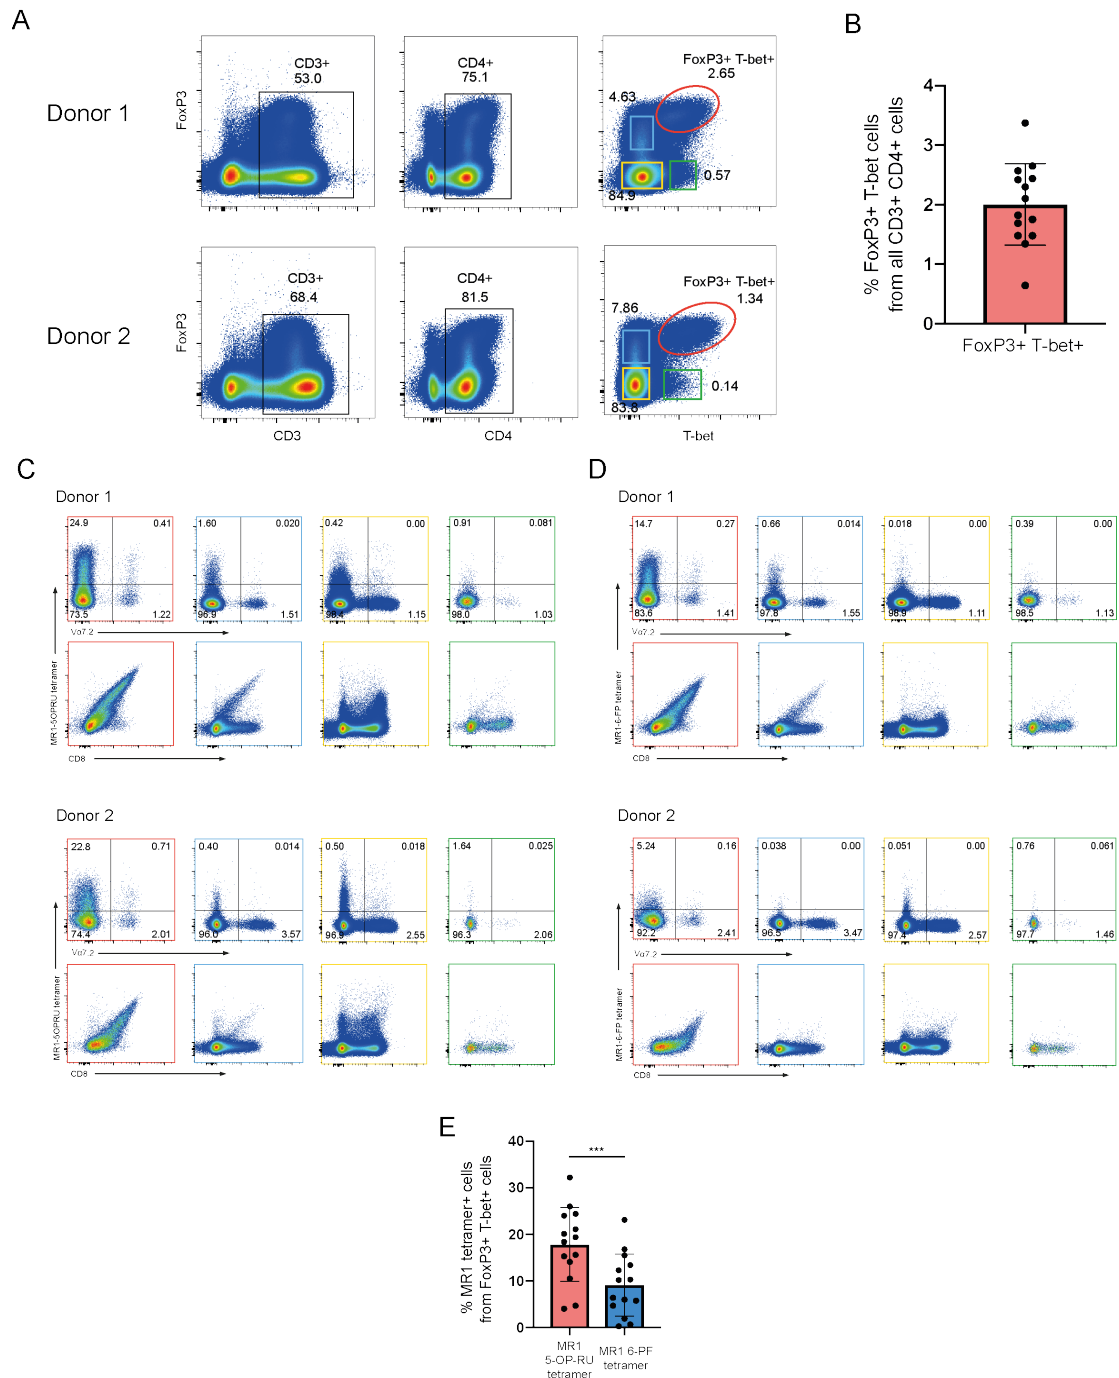 A
Donor 1
FoxP3
CD3+
53.0
CD4+
75.1
FoxP3+ T-bet+
2.65
4.63
0.57
84.9
Donor 2
FoxP3
CD3+
68.4
CD4+
81.5
FoxP3+ T-bet+
1.34
7.86
0.14
83.8
CD3
CD4
T-bet
B
% FoxP3+ T-bet cells
from all CD3+ CD4+ cells
4
3
2
1
0
FoxP3+ T-bet+
C
Donor 1
24.9
0.41
73.5
1.22
1.60
0.020
96.9
1.51
0.42
0.00
98.4
1.15
0.91
0.081
98.0
1.03
Vα7.2
MR1-5OPRU tetramer
CD8
Donor 2
22.8
0.71
74.4
2.01
0.40
0.014
96.0
3.57
0.50
0.018
96.9
2.55
1.64
0.025
96.3
2.06
Vα7.2
MR1-5OPRU tetramer
CD8
D
Donor 1
14.7
0.27
83.6
1.41
0.66
0.014
97.8
1.55
0.018
0.00
98.9
1.11
0.39
0.00
98.5
1.13
Vα7.2
MR1-6-FP tetramer
CD8
Donor 2
5.24
0.16
92.2
2.41
0.038
0.00
96.5
3.47
0.051
0.00
97.4
2.57
0.76
0.061
97.7
1.46
Vα7.2
MR1-6-FP tetramer
CD8
E
% MR1 tetramer+ cells
from FoxP3+ T-bet+ cells
40
30
20
10
0
***
MR1
5-OP-RU
tetramer
MR1 6-PF
tetramer